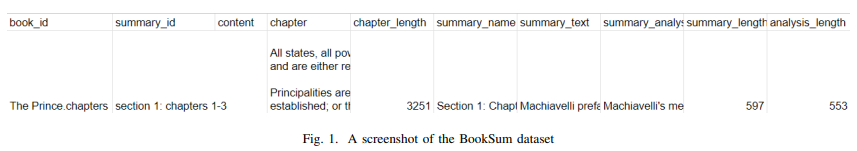 book_id summary_id content chapter chapter_length summary_name summary_text summary_analys summary_length analysis_length
All states, all pov
and are either re
Principalities are
The Prince.chapters section 1: chapters 1-3 established; or th 3251 Section 1: Chapt Machiavelli prefa Machiavelli's me 597 553
Fig. 1. A screenshot of the BookSum dataset